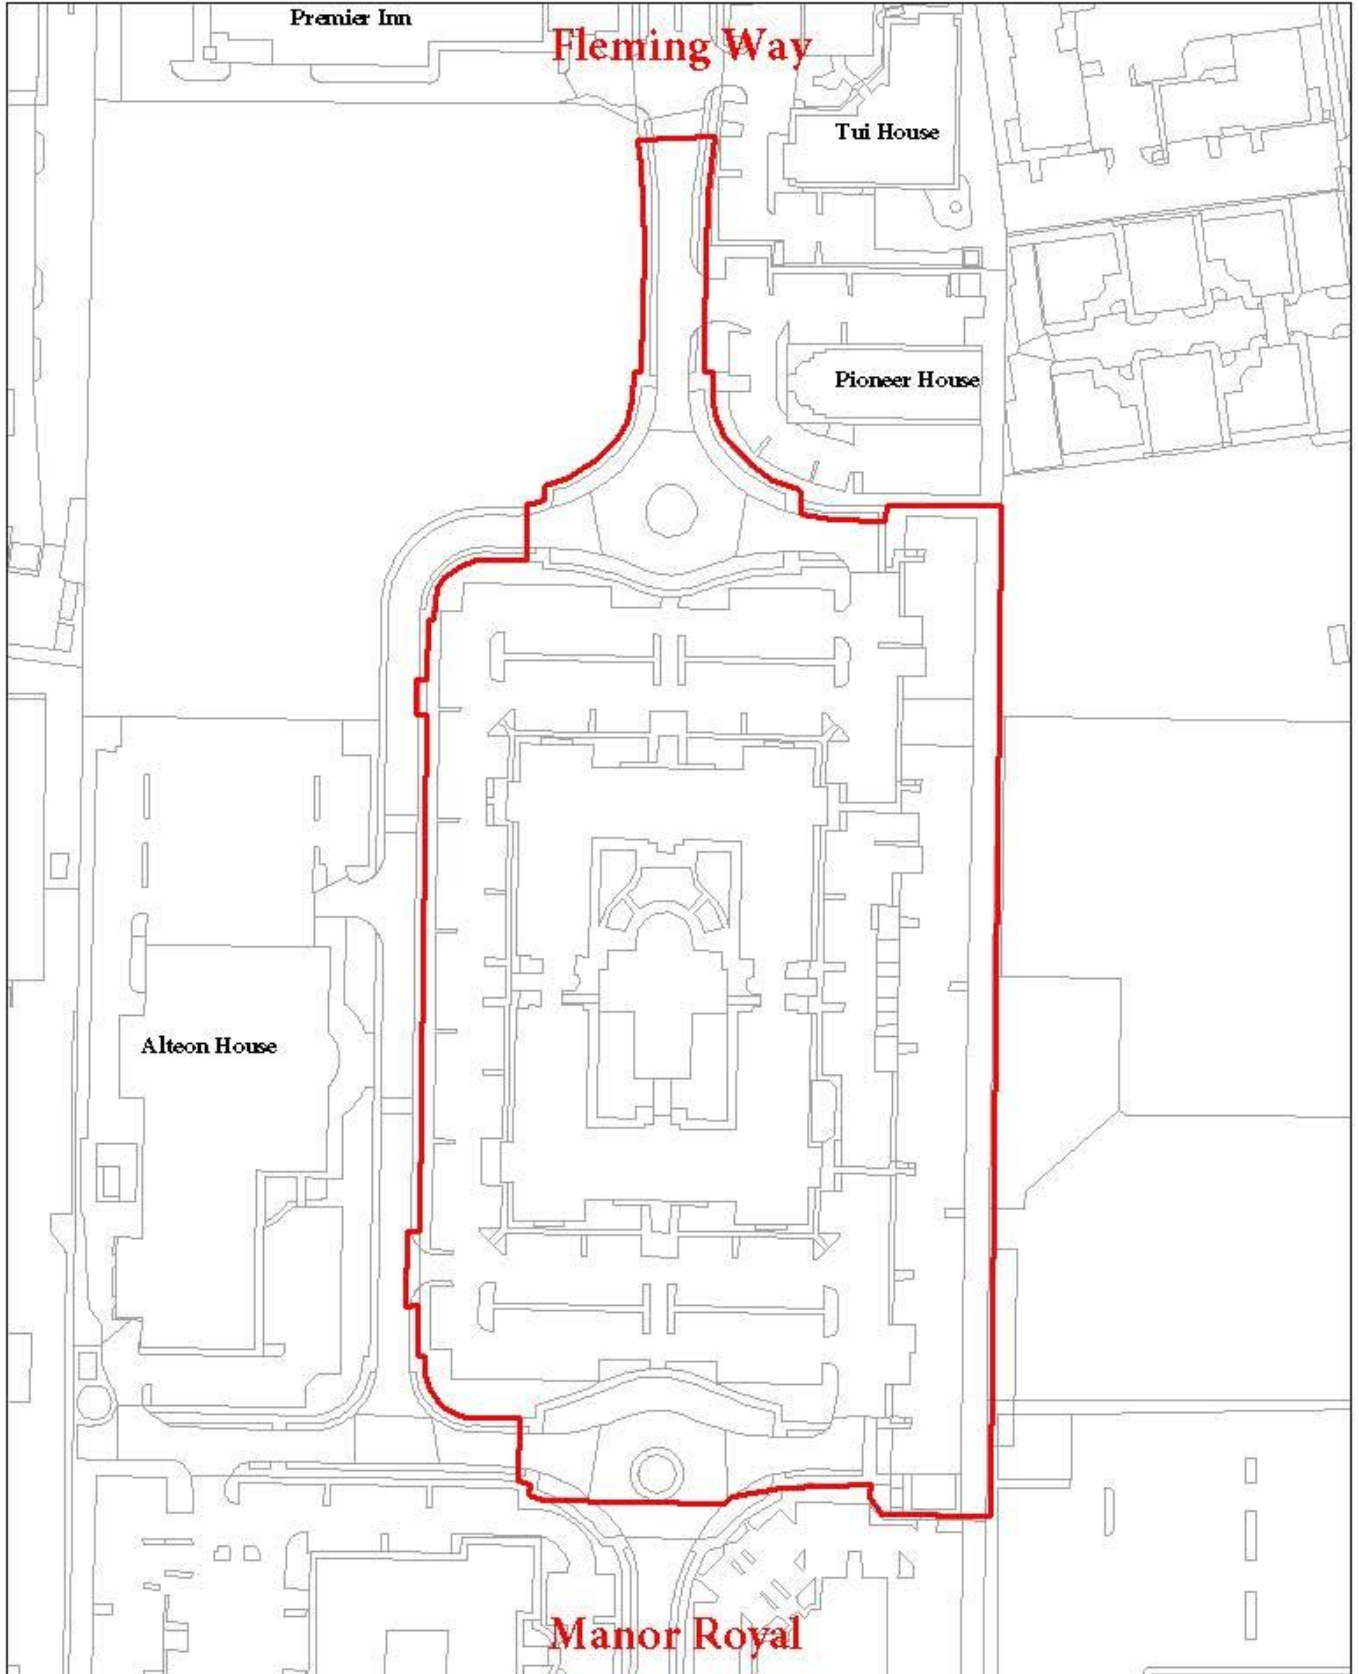 Premier Inn
Fleming Way
Tui House
Pioneer House
Alteon House
Manor Royal